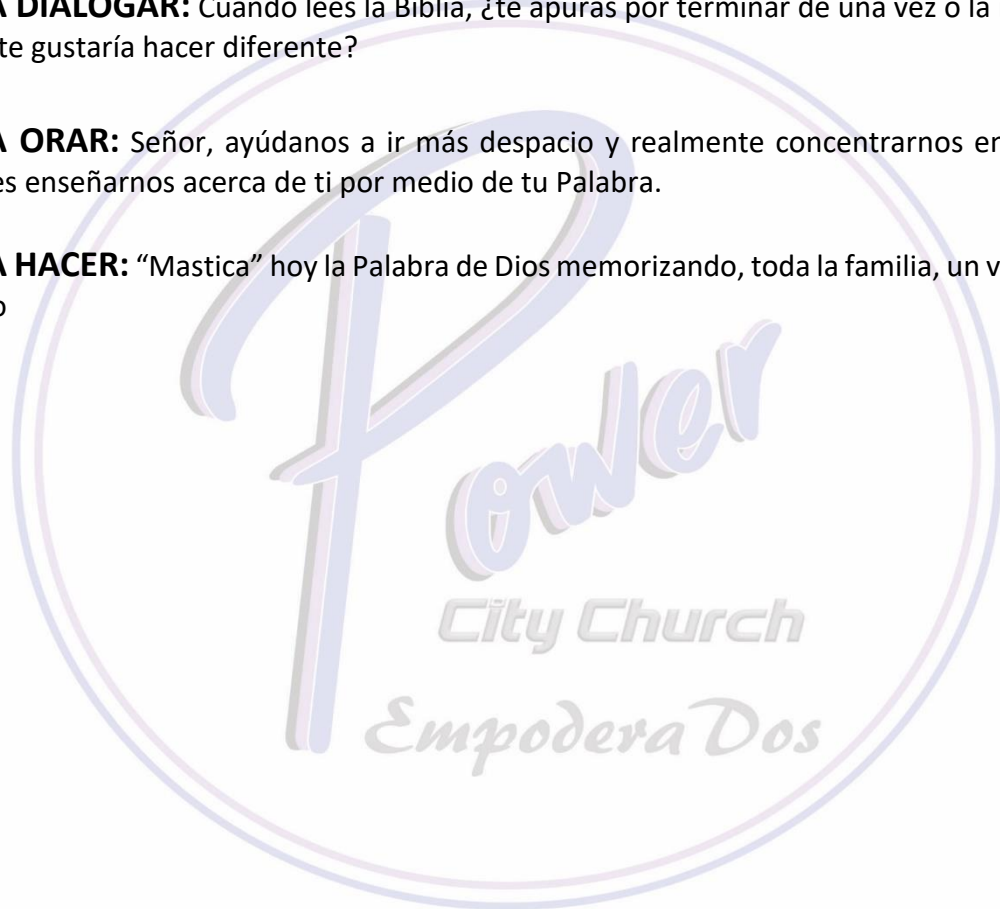 A DIALOGAR: Cuando lees la Biblia, ¿te apuras por terminar de una vez o la
te gustaría hacer diferente?
A ORAR: Señor, ayúdanos a ir más despacio y realmente concentrarnos en
es enseñarnos acerca de ti por medio de tu Palabra.
A HACER: “Mastica” hoy la Palabra de Dios memorizando, toda la familia, un v
o
Power
City Church
EmpoderaDos